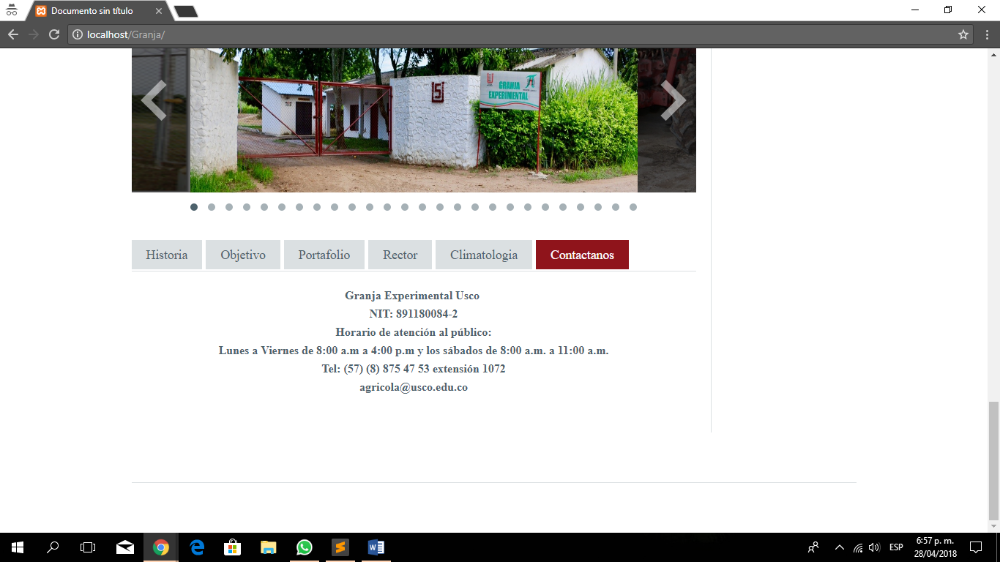 Documento sin título
localhost/Granja/
GRANJA
EXPERIMENTAL
Historia
Objetivo
Portafolio
Rector
Climatologia
Contactanos
Granja Experimental Usco
NIT: 891180084-2
Horario de atención al público:
Lunes a Viernes de 8:00 a.m a 4:00 p.m y los sábados de 8:00 a.m. a 11:00 a.m.
Tel: (57) (8) 875 47 53 extensión 1072
agricola@usco.edu.co
ESP
6:57 p. m.
28/04/2018